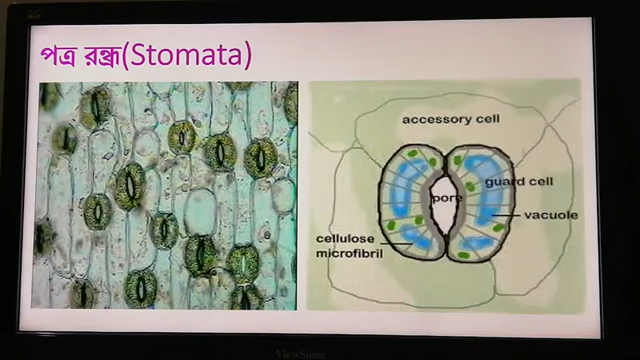 পত্র রন্ধ্র(Stomata)
accessory cell
guard cell
pore
vacuole
cellulose
microfibril
ViewSonic